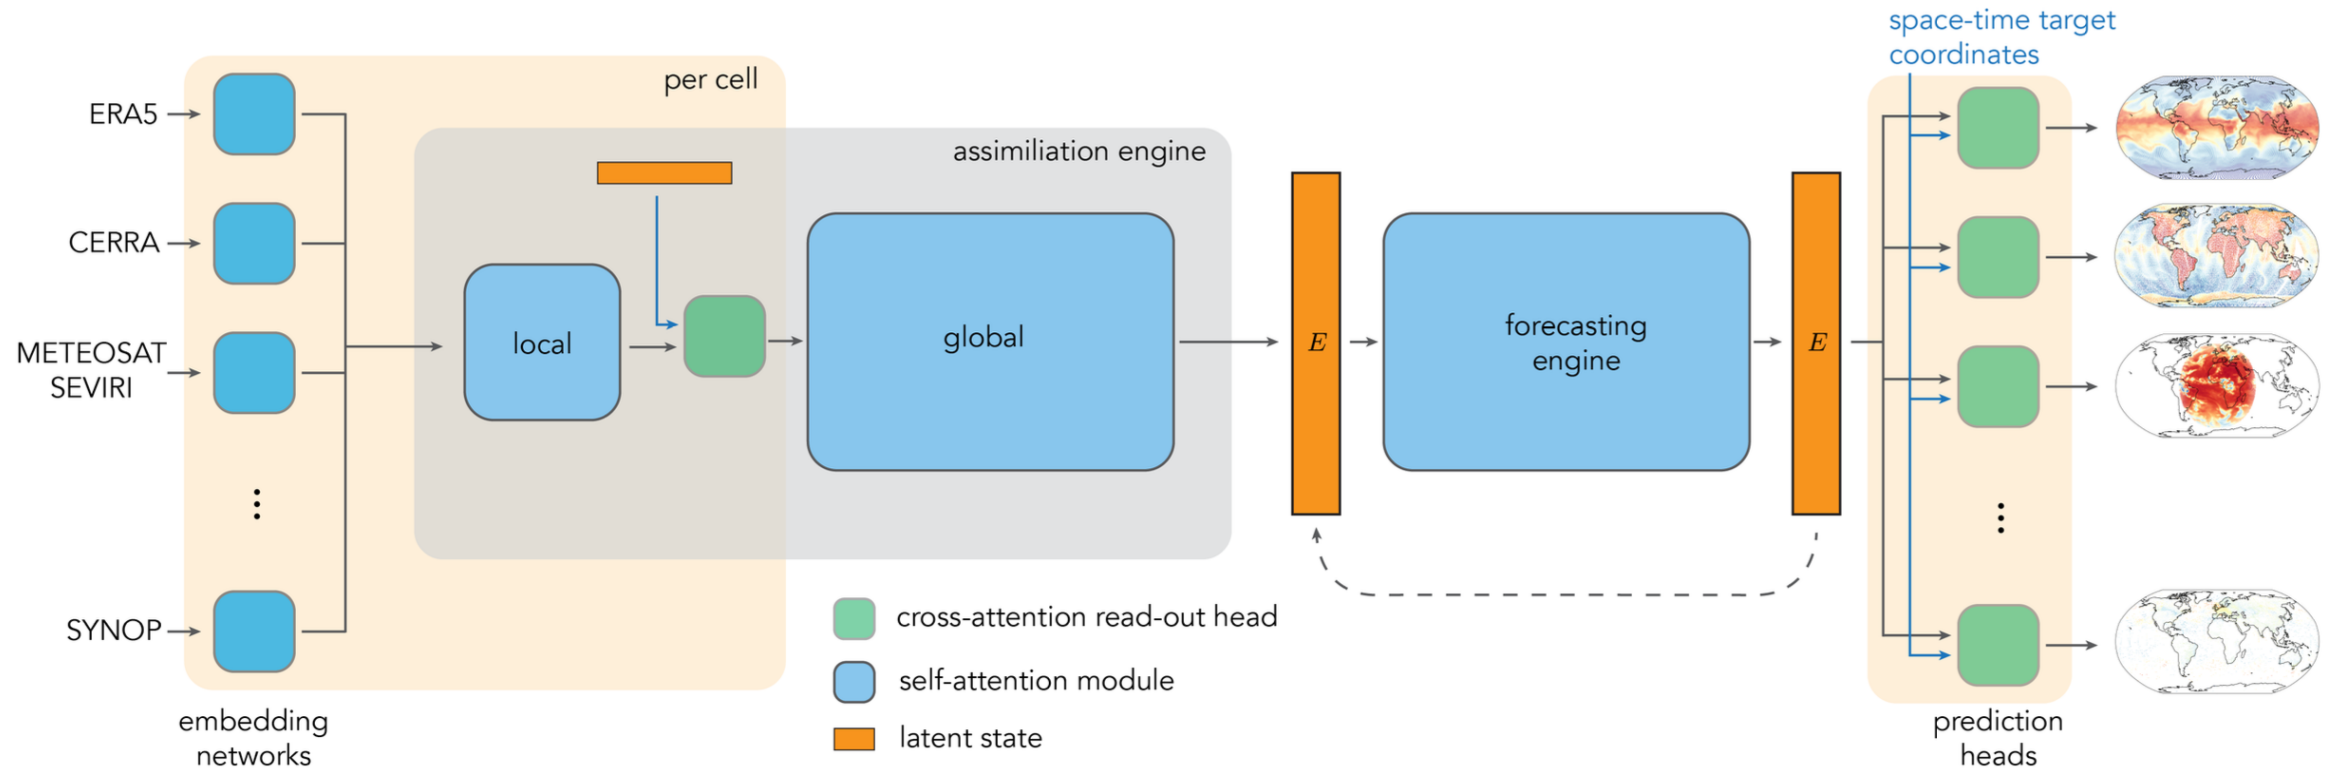 space-time target
coordinates
per cell
ERA5
assimiliation engine
CERRA
METEOSAT
SEVIRI
local
global
E
forecasting
engine
E
SYNOP
cross-attention read-out head
self-attention module
latent state
embedding
networks
prediction
heads